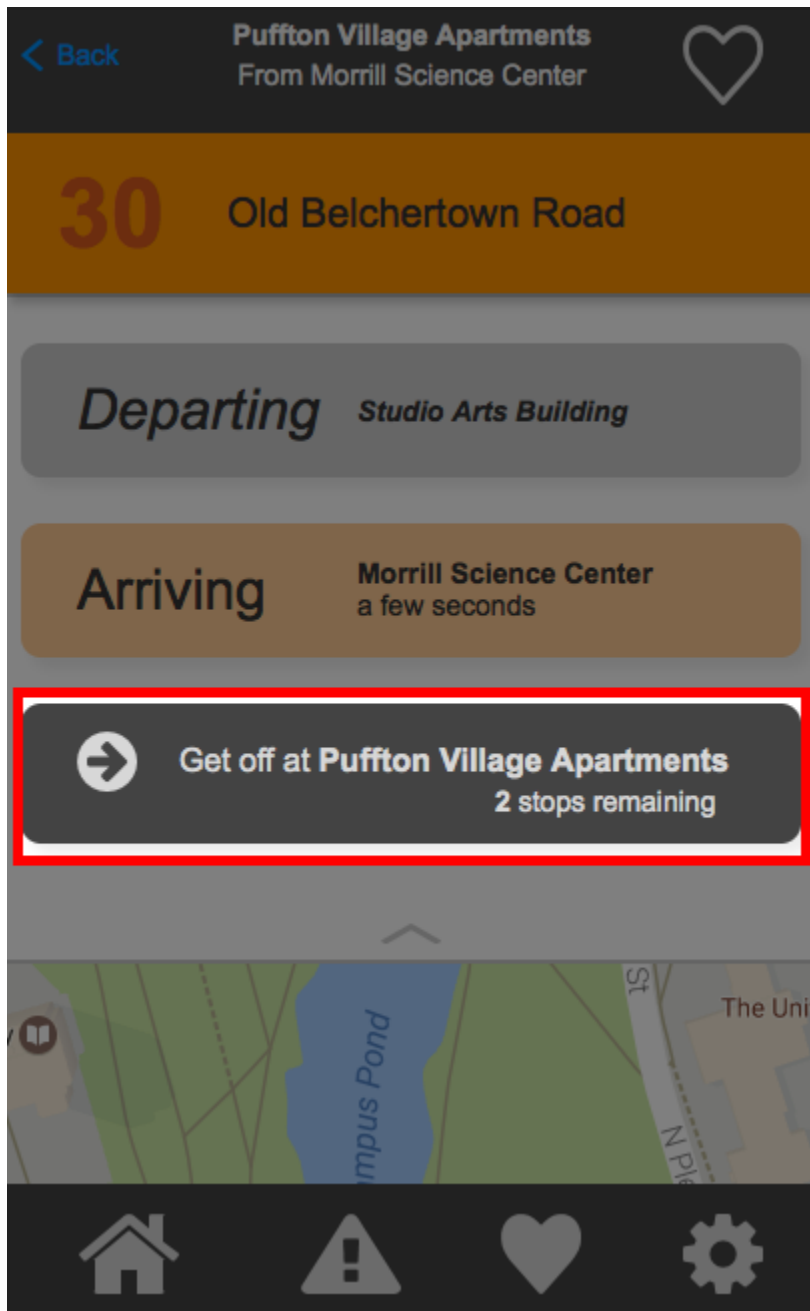 Back
Puffton Village Apartments
From Morrill Science Center
30 Old Belchertown Road
Departing Studio Arts Building
Arriving Morrill Science Center
a few seconds
Get off at Puffton Village Apartments
2 stops remaining
St
The Uni
mpus Pond
N Ple